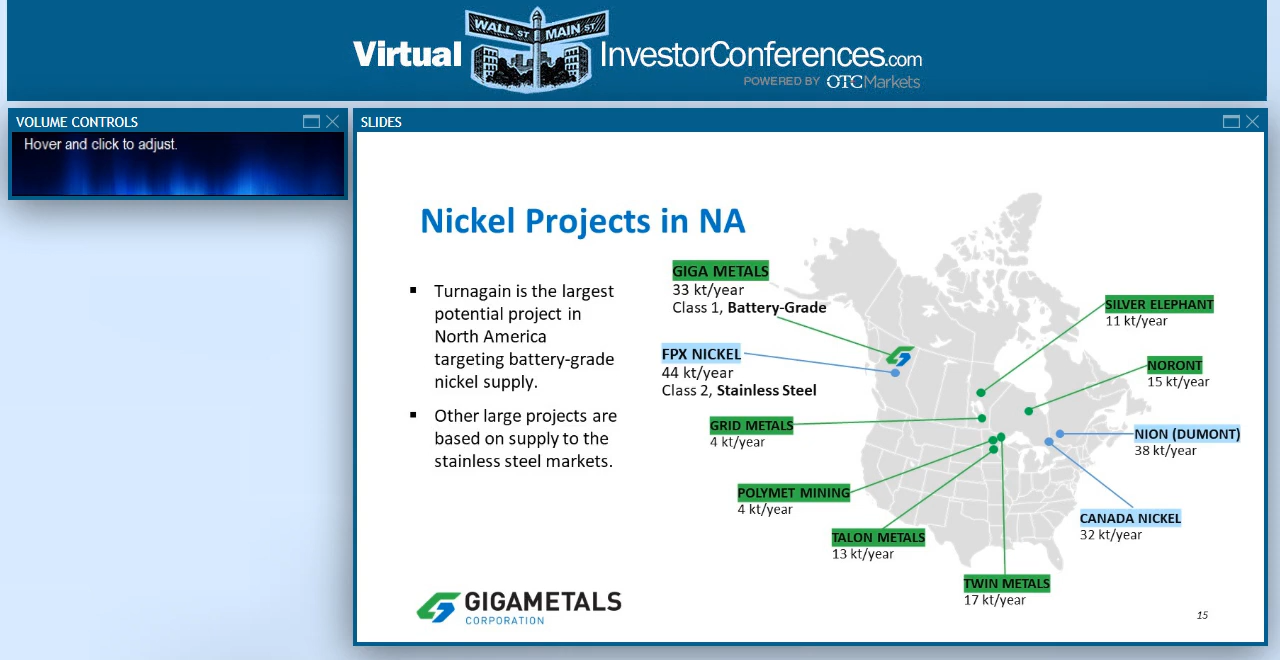 WALL ST MAIN ST
Virtual InvestorConferences.com
POWERED BY OTCMarkets
VOLUME CONTROLS
Hover and click to adjust.
SLIDES
Nickel Projects in NA
▪ Turnagain is the largest
potential project in
North America
targeting battery-grade
nickel supply.
▪ Other large projects are
based on supply to the
stainless steel markets.
GIGA METALS
33 kt/year
Class 1, Battery-Grade
FPX NICKEL
44 kt/year
Class 2, Stainless Steel
GRID METALS
4 kt/year
POLYMET MINING
4 kt/year
TALON METALS
13 kt/year
TWIN METALS
17 kt/year
SILVER ELEPHANT
11 kt/year
NORONT
15 kt/year
NION (DUMONT)
38 kt/year
CANADA NICKEL
32 kt/year
GIGAMETALS
CORPORATION
15